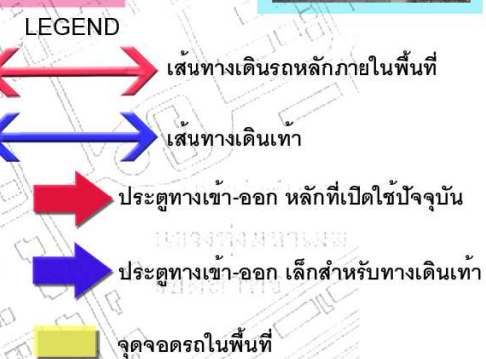 LEGEND
เส้นทางเดินรถหลักภายในพื้นที่
เส้นทางเดินเท้า
ประตูทางเข้า-ออก หลักที่เปิดใช้ปัจจุบัน
ประตูทางเข้า-ออก เล็กสำหรับทางเดินเท้า
จุดจอดรถในพื้นที่